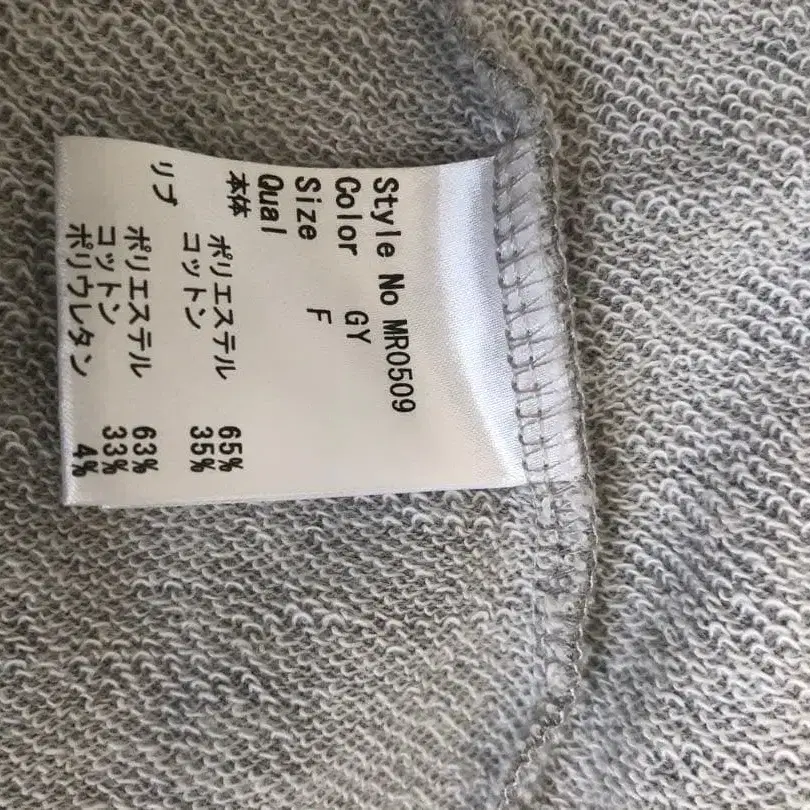 Style No MR0509
Color GY
Size F
Qual
本体 ポリエステル 65%
コットン 35%
リブ ポリエステル 63%
コットン 33%
ポリウレタン 4%